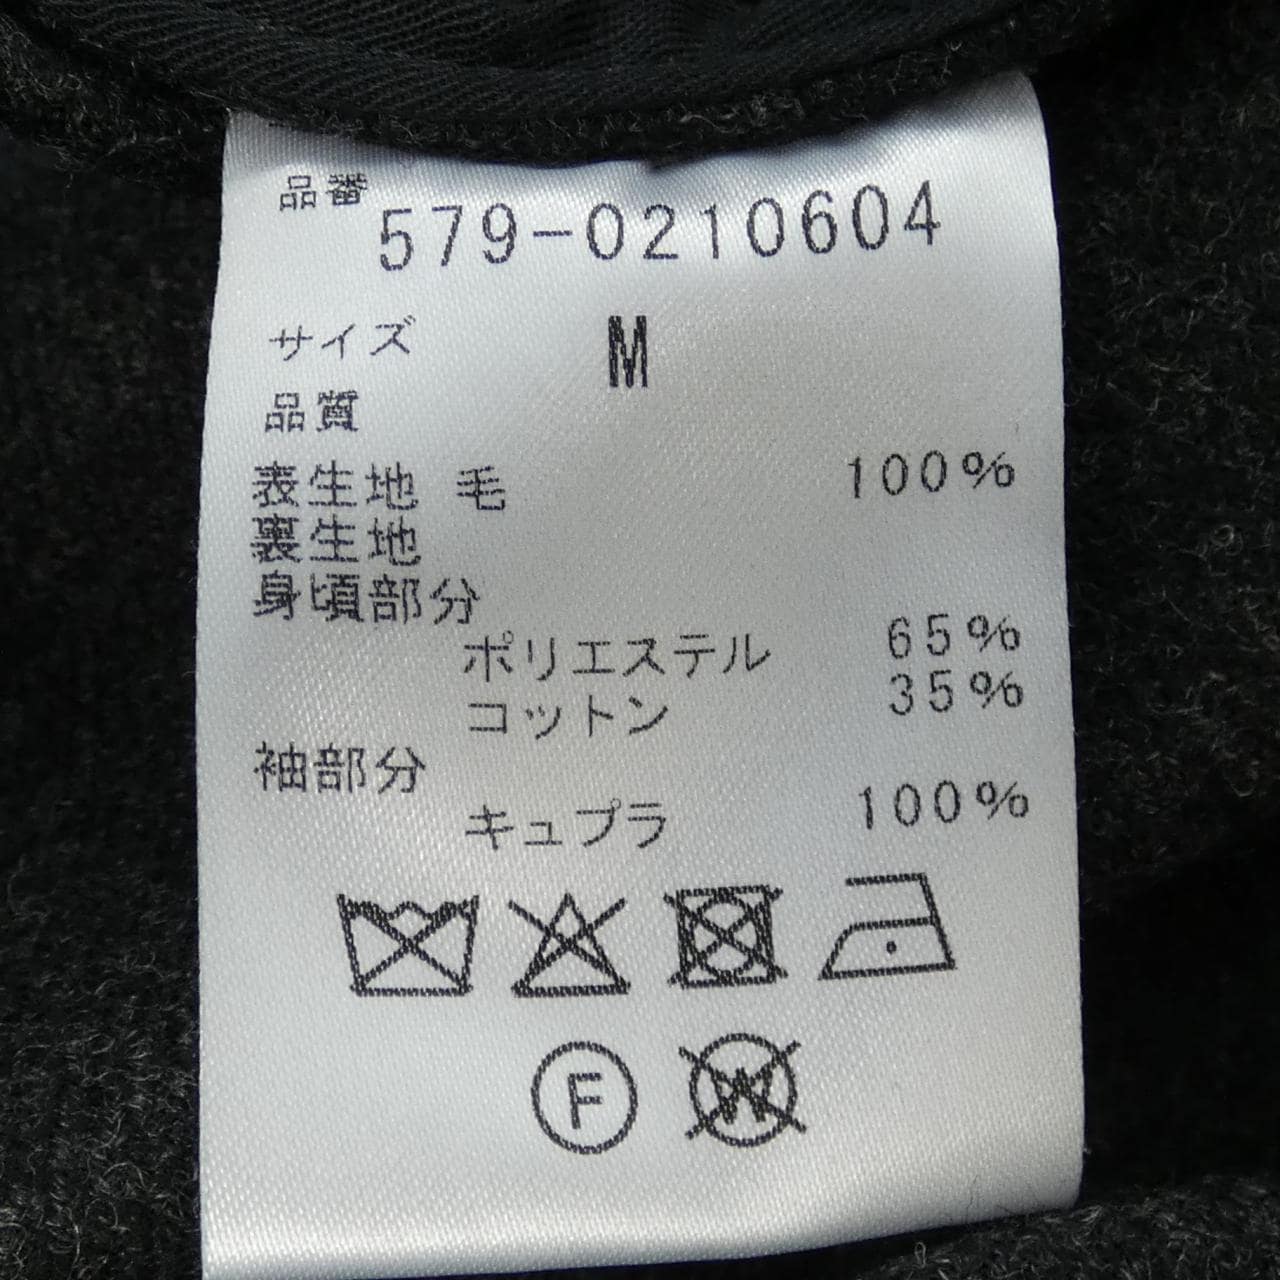 品番 579-0210604
サイズ M
品質
表生地 毛 100%
裏生地
身頃部分
ポリエステル 65%
コットン 35%
袖部分
キュプラ 100%
F W